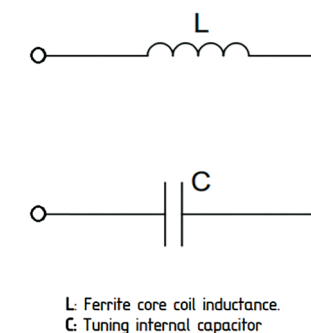 L
C
L: Ferrite core coil inductance.
C: Tuning internal capacitor